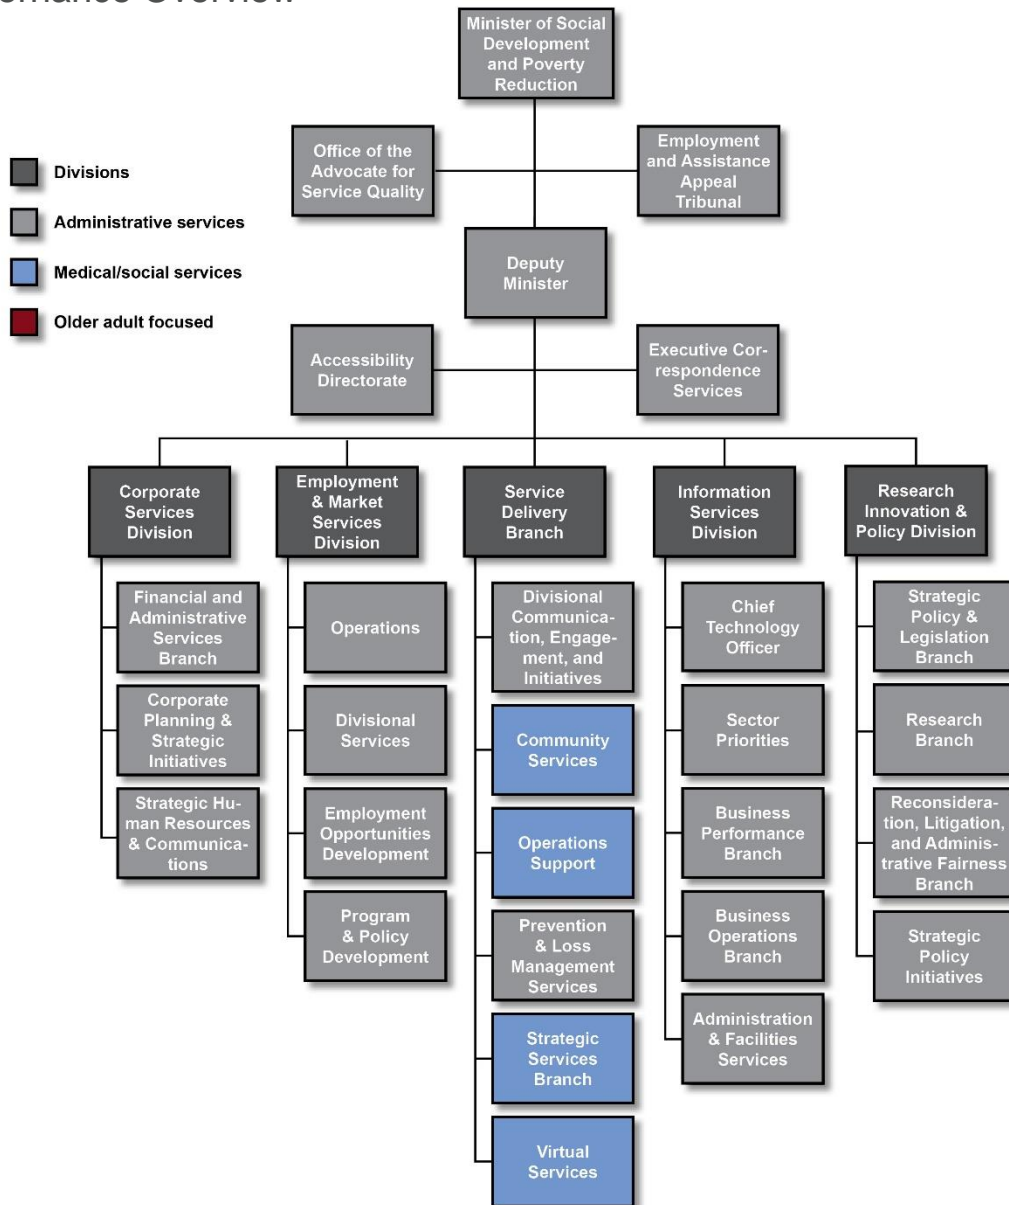 ernance Overview
Minister of Social
Development
and Poverty
Reduction
Office of the
Advocate for
Service Quality
Employment
and Assistance
Appeal
Tribunal
Divisions
Administrative services
Medical/social services
Older adult focused
Deputy
Minister
Accessibility
Directorate
Executive Cor-
respondence
Services
Corporate
Services
Division
Employment
& Market
Services
Division
Service
Delivery
Branch
Information
Services
Division
Research
Innovation &
Policy Division
Financial and
Administrative
Services
Branch
Corporate
Planning &
Strategic
Initiatives
Strategic Hu-
man Resources
& Communica-
tions
Operations
Divisional
Services
Employment
Opportunities
Development
Program
& Policy
Development
Divisional
Communica-
tion, Engage-
ment, and
Initiatives
Community
Services
Operations
Support
Prevention
& Loss
Management
Services
Strategic
Services
Branch
Virtual
Services
Chief
Technology
Officer
Sector
Priorities
Business
Performance
Branch
Business
Operations
Branch
Administration
& Facilities
Services
Strategic
Policy &
Legislation
Branch
Research
Branch
Reconsidera-
tion, Litigation,
and Adminis-
trative Fairness
Branch
Strategic
Policy
Initiatives